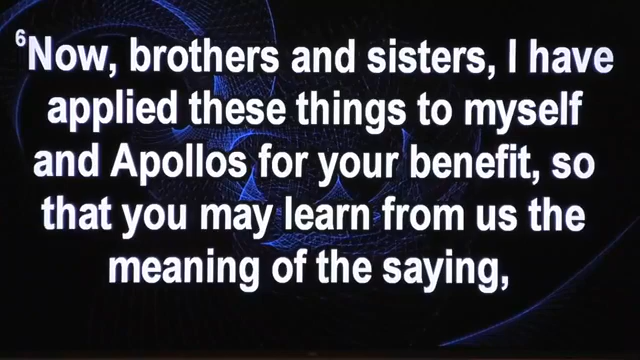 ⁶Now, brothers and sisters, I have
applied these things to myself
and Apollos for your benefit, so
that you may learn from us the
meaning of the saying,